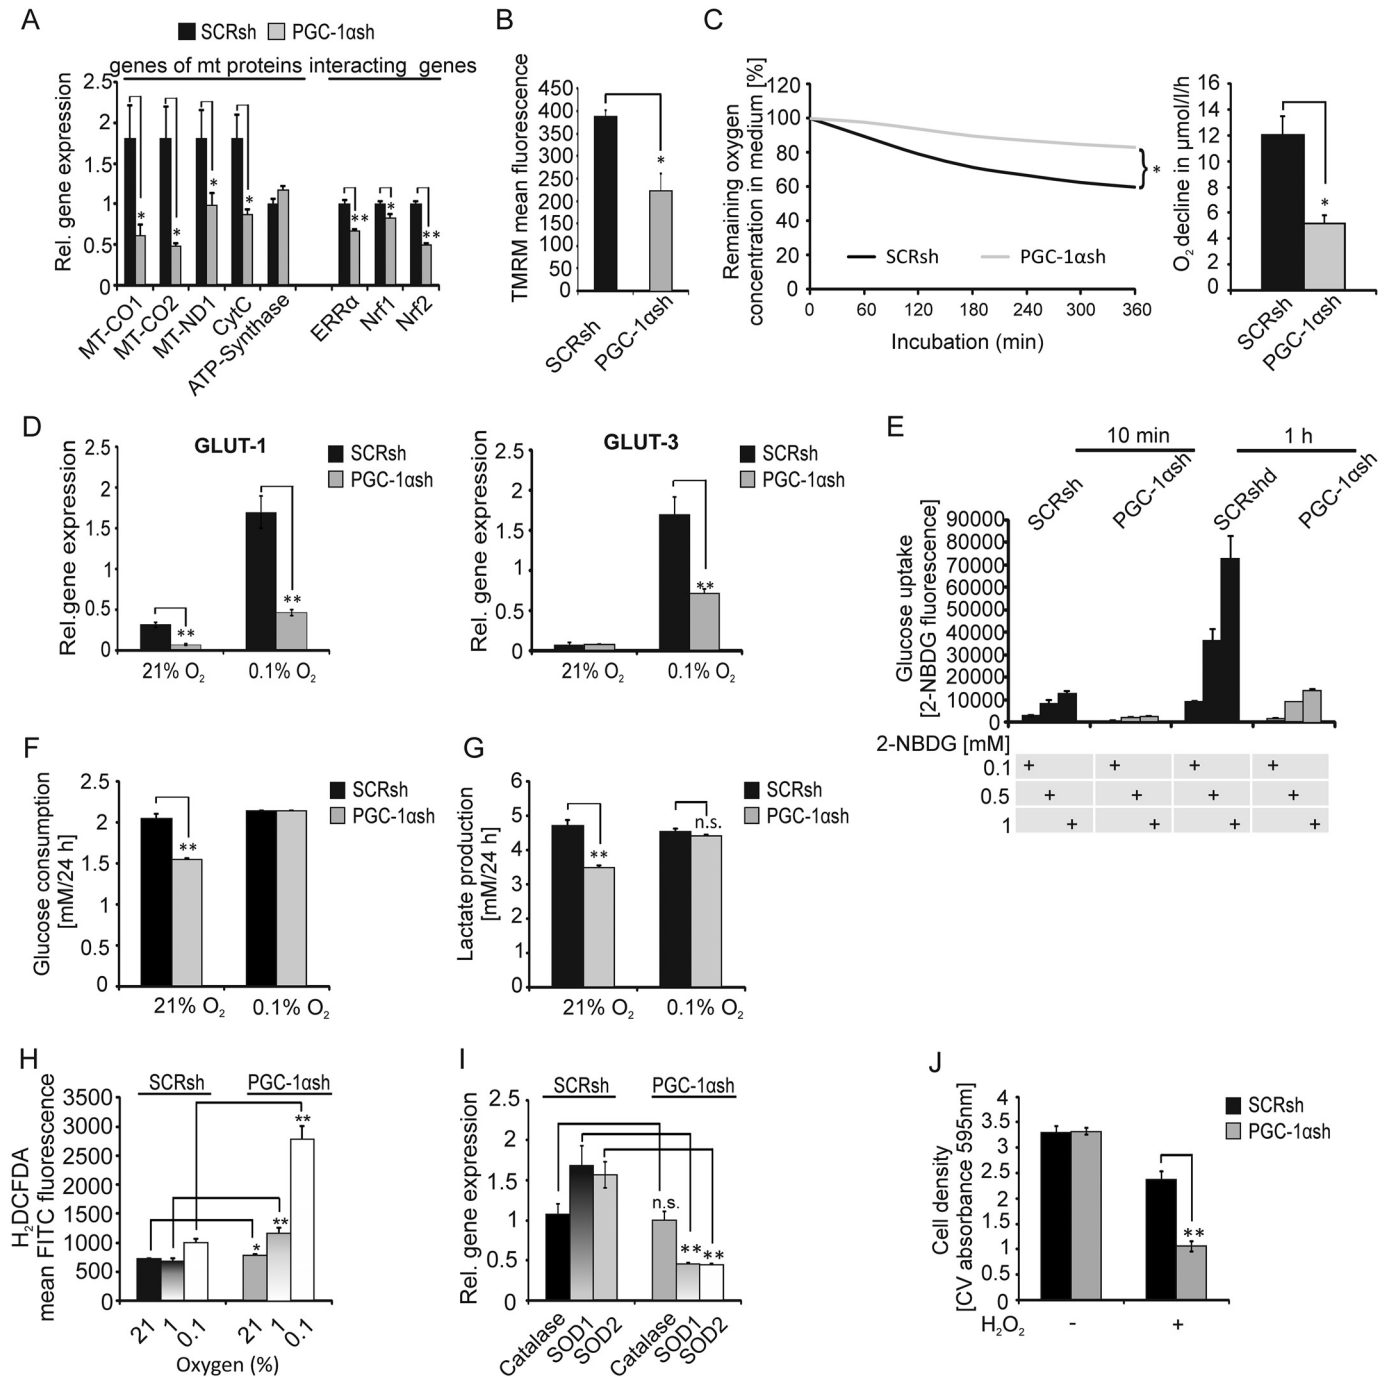 A
SCRsh PGC-1αsh
genes of mt proteins interacting genes
Rel. gene expression
2.5
2
1.5
1
0.5
0
* * * * ** * **
MT-CO1 MT-CO2 MT-ND1 CytC ATP-Synthase ERRα Nrf1 Nrf2
B
TMRM mean fluorescence
450
400
350
300
450
250
200
150
100
50
0
*
SCRsh PGC-1αsh
C
Remaining oxygen
concentration in medium [%]
120
100
80
60
40
20
0
*
SCRsh PGC-1αsh
0 60 120 180 240 300 360
Incubation (min)
O2 decline in µmol/l/h
16
14
12
10
8
6
4
2
0
*
SCRsh PGC-1αsh
D
GLUT-1
SCRsh
PGC-1αsh
Rel.gene expression
2.5
2
1.5
1
0.5
0
** **
21% O2 0.1% O2
GLUT-3
SCRsh
PGC-1αsh
Rel. gene expression
2.5
2
1.5
1
0.5
0
**
21% O2 0.1% O2
E
10 min 1 h
SCRsh PGC-1αsh SCRshd PGC-1αsh
Glucose uptake
[2-NBDG fluorescence]
90000
80000
70000
60000
50000
40000
30000
20000
10000
0
2-NBDG [mM]
0.1 + + + +
0.5 + + + +
1 + + + +
F
SCRsh
PGC-1αsh
Glucose consumption
[mM/24 h]
2.5
2
1.5
1
0.5
0
**
21% O2 0.1% O2
G
SCRsh
PGC-1αsh
Lactate production
[mM/24 h]
6
5
4
3
2
1
0
** n.s.
21% O2 0.1% O2
H
SCRsh PGC-1αsh
H2DCFDA
mean FITC fluorescence
3500
3000
2500
2000
1500
1000
500
0
* ** **
21 1 0.1 21 1 0.1
Oxygen (%)
I
SCRsh PGC-1αsh
Rel. gene expression
2.5
2
1.5
1
0.5
0
n.s. ** **
Catalase SOD1 SOD2 Catalase SOD1 SOD2
J
SCRsh
PGC-1αsh
Cell density
[CV absorbance 595nm]
4
3.5
3
2.5
2
1.5
1
0.5
0
**
H2O2 - +